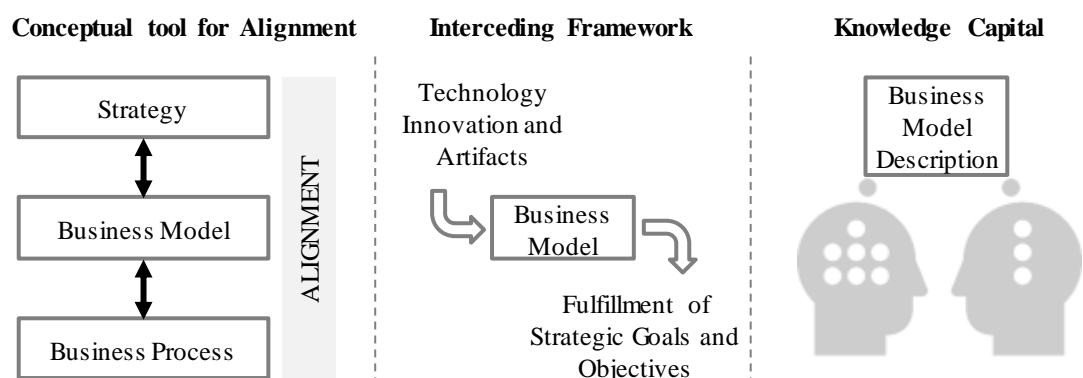 Conceptual tool for Alignment
Strategy
Business Model
Business Process
ALIGNMENT
Interceding Framework
Technology
Innovation and
Artifacts
Business
Model
Fulfillment of
Strategic Goals and
Objectives
Knowledge Capital
Business
Model
Description